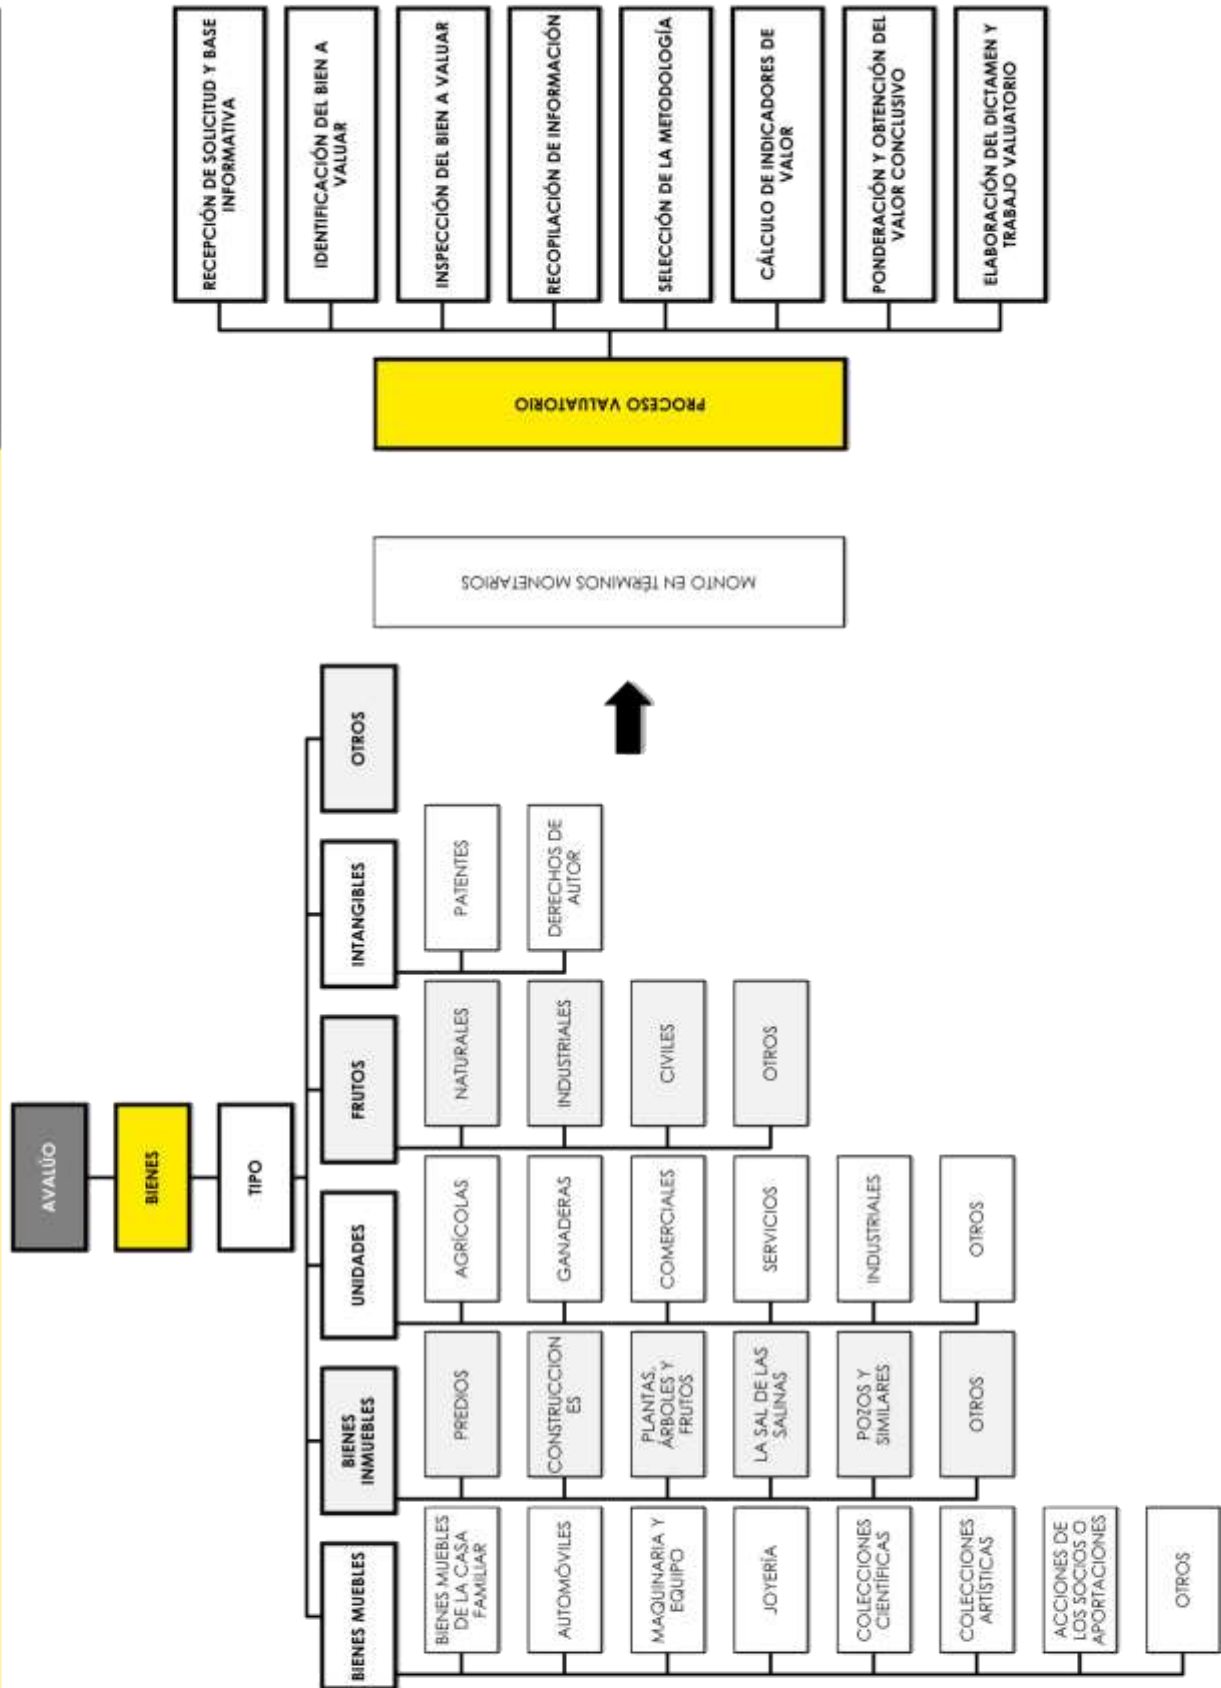 AVALÚO
BIENES
TIPO
BIENES MUEBLES
BIENES MUEBLES
DE LA CASA
FAMILIAR
AUTOMÓVILES
MAQUINARIA Y
EQUIPO
JOYERÍA
COLECCIONES
CIENTÍFICAS
COLECCIONES
ARTÍSTICAS
ACCIONES DE
LOS SOCIOS O
APORTACIONES
OTROS
BIENES
INMUEBLES
PREDIOS
CONSTRUCCION
ES
PLANTAS,
ÁRBOLES Y
FRUTOS
LA SAL DE LAS
SALINAS
POZOS Y
SIMILARES
OTROS
UNIDADES
AGRÍCOLAS
GANADERAS
COMERCIALES
SERVICIOS
INDUSTRIALES
OTROS
FRUTOS
NATURALES
INDUSTRIALES
CIVILES
OTROS
INTANGIBLES
PATENTES
DERECHOS DE
AUTOR
OTROS
MONTO EN TÉRMINOS MONETARIOS
PROCESO VALUATORIO
RECEPCIÓN DE SOLICITUD Y BASE
INFORMATIVA
IDENTIFICACIÓN DEL BIEN A
VALUAR
INSPECCIÓN DEL BIEN A VALUAR
RECOPILACIÓN DE INFORMACIÓN
SELECCIÓN DE LA METODOLOGÍA
CÁLCULO DE INDICADORES DE
VALOR
PONDERACIÓN Y OBTENCIÓN DEL
VALOR CONCLUSIVO
ELABORACIÓN DEL DICTAMEN Y
TRABAJO VALUATORIO